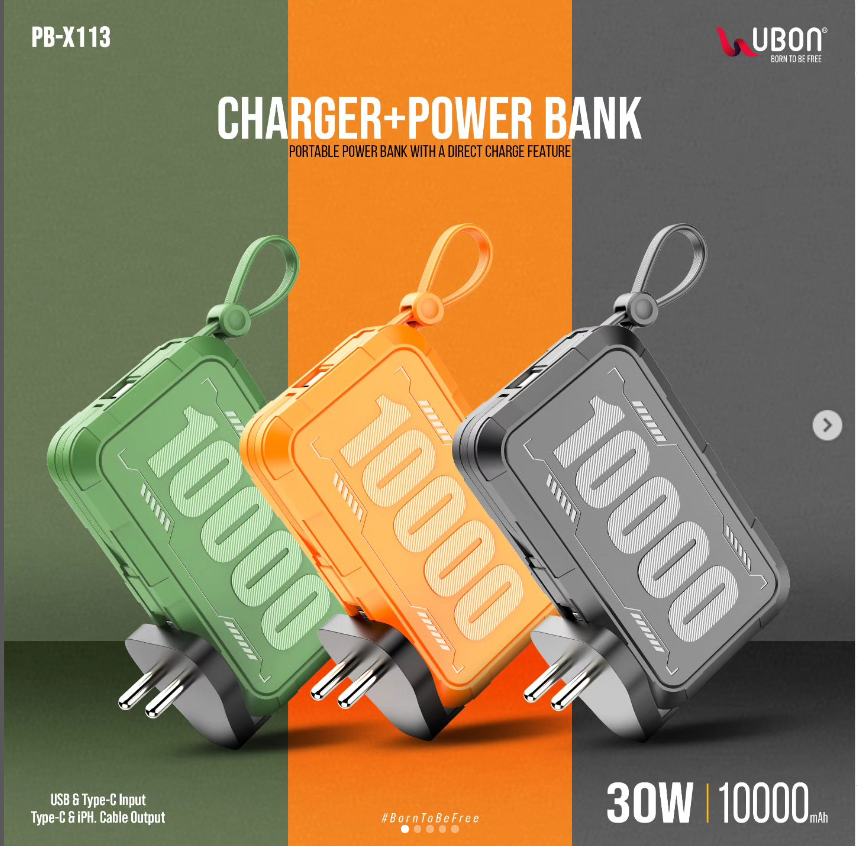 PB-X113
UBON®
BORN TO BE FREE
CHARGER+POWER BANK
PORTABLE POWER BANK WITH A DIRECT CHARGE FEATURE
10000
10000
10000
USB & Type-C Input
Type-C & iPH. Cable Output
#BornToBeFree
30W | 10000mAh